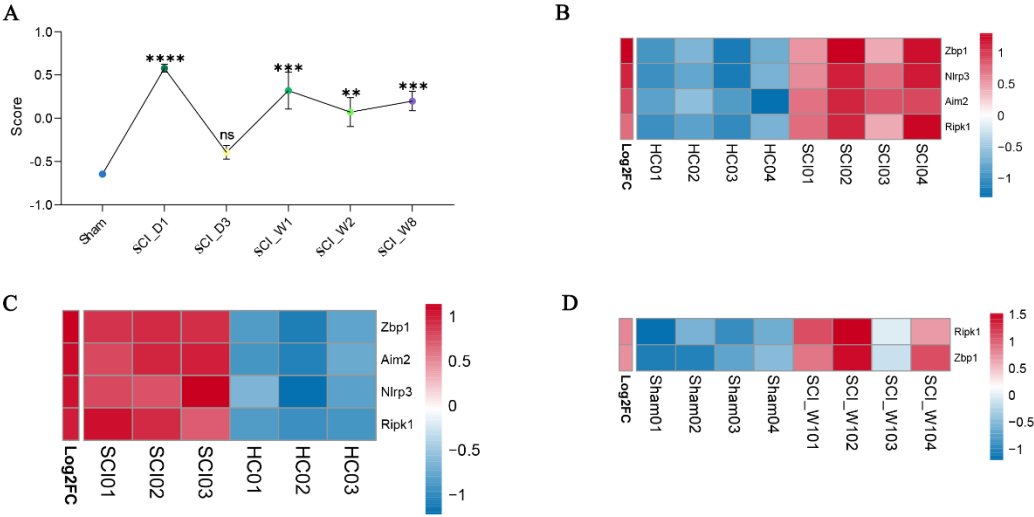 A
Score
1.0
0.5
0.0
-0.5
-1.0
****
ns
***
**
***
Sham
SCI_D1
SCI_D3
SCI_W1
SCI_W2
SCI_W8
B
Zbp1
Nlrp3
Aim2
Ripk1
Log2FC
HC01
HC02
HC03
HC04
SCI01
SCI02
SCI03
SCI04
1
0.5
0
−0.5
−1
C
Zbp1
Aim2
Nlrp3
Ripk1
Log2FC
SCI01
SCI02
SCI03
HC01
HC02
HC03
1
0.5
0
−0.5
−1
D
Ripk1
Zbp1
Log2FC
Sham01
Sham02
Sham03
Sham04
SCI_W101
SCI_W102
SCI_W103
SCI_W104
1.5
1
0.5
0
−0.5
−1